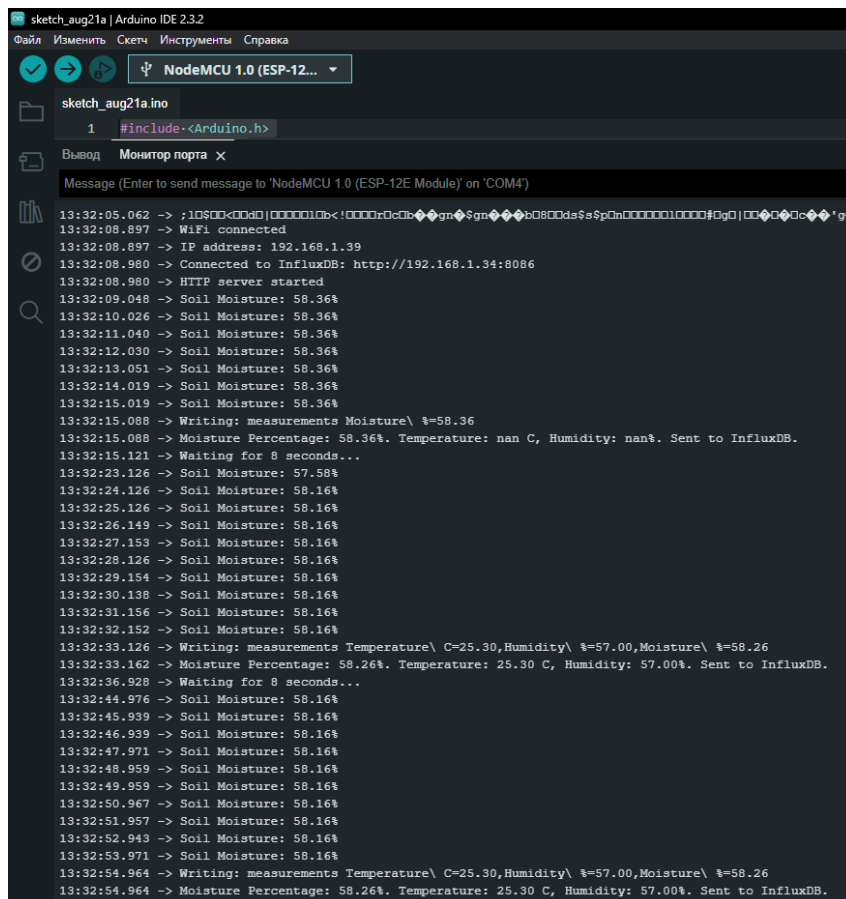 sketch_aug21a | Arduino IDE 2.3.2
Файл Изменить Скетч Инструменты Справка
NodeMCU 1.0 (ESP-12...
sketch_aug21a.ino
1 #include <Arduino.h>
Вывод Монитор порта
Message (Enter to send message to 'NodeMCU 1.0 (ESP-12E Module)' on 'COM4')
13:32:05.062 ->
13:32:08.897 -> WiFi connected
13:32:08.897 -> IP address: 192.168.1.39
13:32:08.980 -> Connected to InfluxDB: http://192.168.1.34:8086
13:32:08.980 -> HTTP server started
13:32:09.048 -> Soil Moisture: 58.36%
13:32:10.026 -> Soil Moisture: 58.36%
13:32:11.040 -> Soil Moisture: 58.36%
13:32:12.030 -> Soil Moisture: 58.36%
13:32:13.051 -> Soil Moisture: 58.36%
13:32:14.019 -> Soil Moisture: 58.36%
13:32:15.019 -> Soil Moisture: 58.36%
13:32:15.088 -> Writing: measurements Moisture\ %=58.36
13:32:15.088 -> Moisture Percentage: 58.36%. Temperature: nan C, Humidity: nan%. Sent to InfluxDB.
13:32:15.121 -> Waiting for 8 seconds...
13:32:23.126 -> Soil Moisture: 57.58%
13:32:24.126 -> Soil Moisture: 58.16%
13:32:25.126 -> Soil Moisture: 58.16%
13:32:26.149 -> Soil Moisture: 58.16%
13:32:27.153 -> Soil Moisture: 58.16%
13:32:28.126 -> Soil Moisture: 58.16%
13:32:29.154 -> Soil Moisture: 58.16%
13:32:30.138 -> Soil Moisture: 58.16%
13:32:31.156 -> Soil Moisture: 58.16%
13:32:32.152 -> Soil Moisture: 58.16%
13:32:33.126 -> Writing: measurements Temperature\ C=25.30,Humidity\ %=57.00,Moisture\ %=58.26
13:32:33.162 -> Moisture Percentage: 58.26%. Temperature: 25.30 C, Humidity: 57.00%. Sent to InfluxDB.
13:32:36.928 -> Waiting for 8 seconds...
13:32:44.976 -> Soil Moisture: 58.16%
13:32:45.939 -> Soil Moisture: 58.16%
13:32:46.939 -> Soil Moisture: 58.16%
13:32:47.971 -> Soil Moisture: 58.16%
13:32:48.959 -> Soil Moisture: 58.16%
13:32:49.959 -> Soil Moisture: 58.16%
13:32:50.967 -> Soil Moisture: 58.16%
13:32:51.957 -> Soil Moisture: 58.16%
13:32:52.943 -> Soil Moisture: 58.16%
13:32:53.971 -> Soil Moisture: 58.16%
13:32:54.964 -> Writing: measurements Temperature\ C=25.30,Humidity\ %=57.00,Moisture\ %=58.26
13:32:54.964 -> Moisture Percentage: 58.26%. Temperature: 25.30 C, Humidity: 57.00%. Sent to InfluxDB.